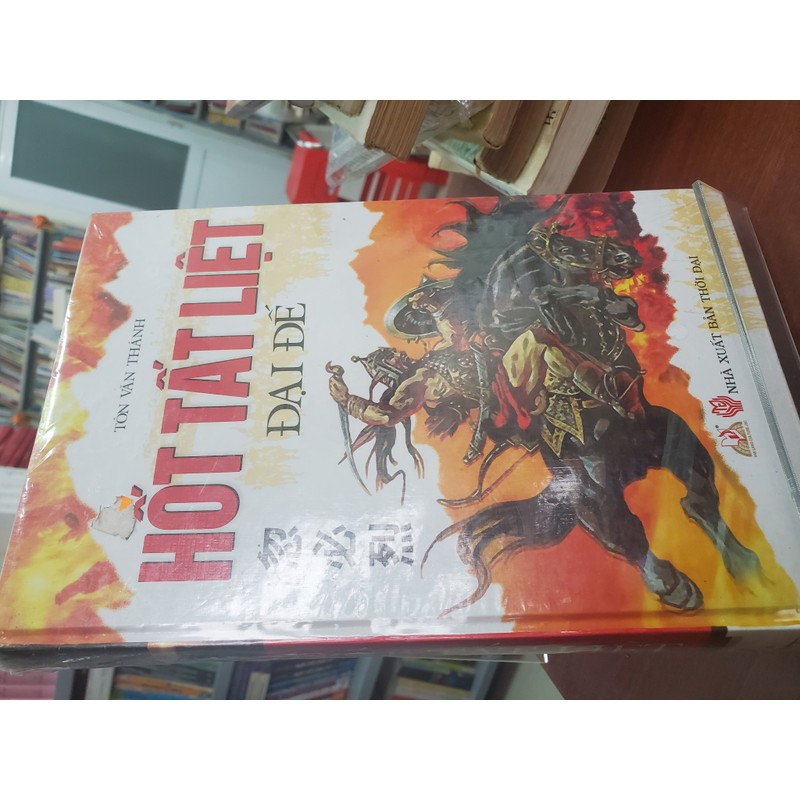 TÔN VĂN THÀNH
HỐT TẤT LIỆT
ĐẠI ĐẾ
忽必烈
NHÀ XUẤT BẢN THỜI ĐẠI